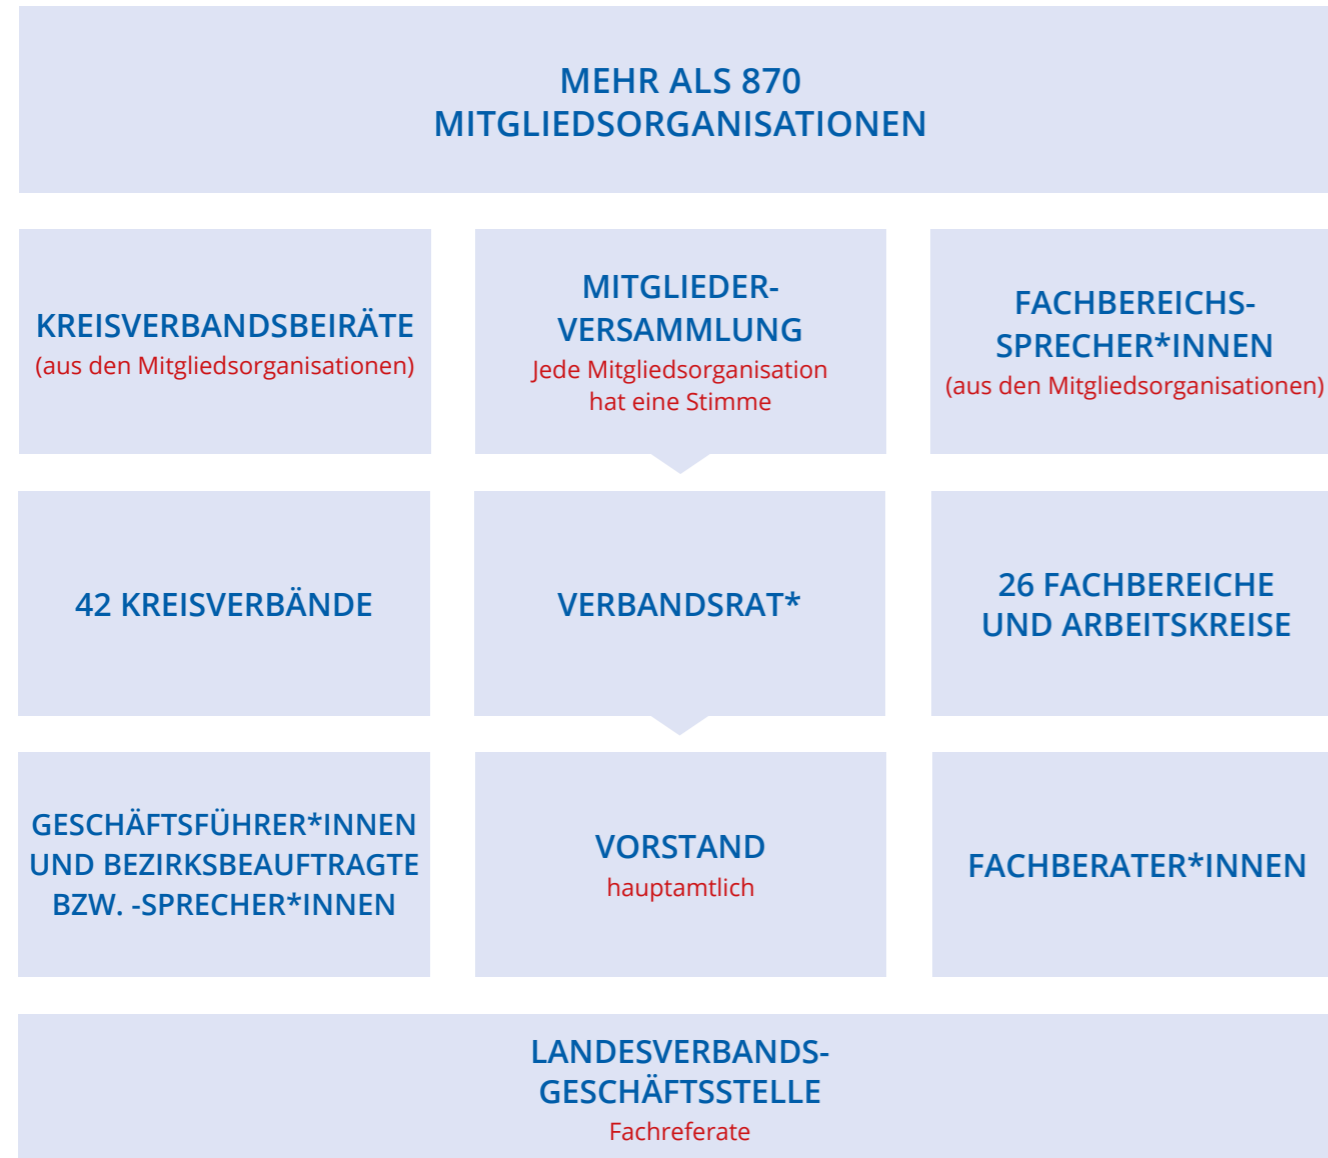 MEHR ALS 870
MITGLIEDSORGANISATIONEN
KREISVERBANDSBEIRÄTE
(aus den Mitgliedsorganisationen)
MITGLIEDER-
VERSAMMLUNG
Jede Mitgliedsorganisation
hat eine Stimme
FACHBEREICHS-
SPRECHER*INNEN
(aus den Mitgliedsorganisationen)
42 KREISVERBÄNDE
VERBANDSRAT*
26 FACHBEREICHE
UND ARBEITSKREISE
GESCHÄFTSFÜHRER*INNEN
UND BEZIRKSBEAUFTRAGTE
BZW. -SPRECHER*INNEN
VORSTAND
hauptamtlich
FACHBERATER*INNEN
LANDESVERBANDS-
GESCHÄFTSSTELLE
Fachreferate